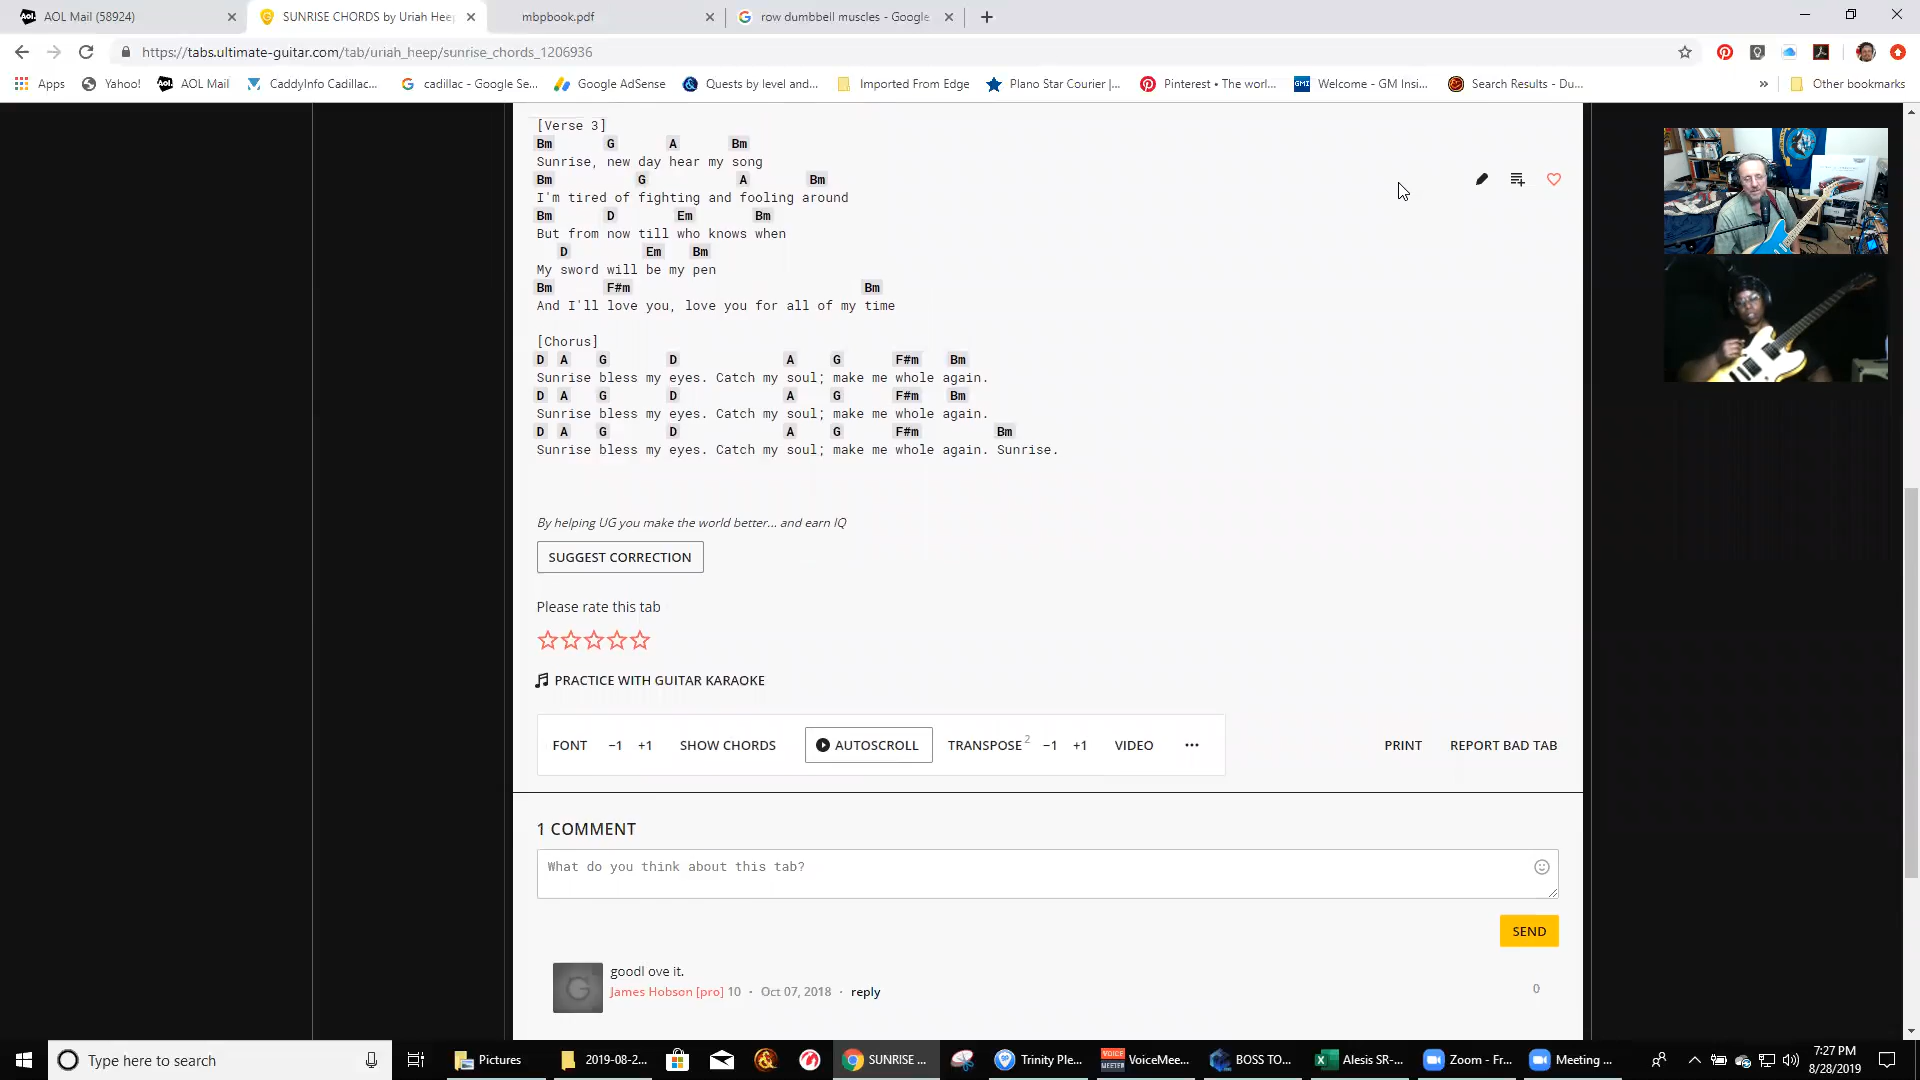 AOL Mail (58924)
SUNRISE CHORDS by Uriah Heep
mbpbook.pdf
row dumbbell muscles - Google
https://tabs.ultimate-guitar.com/tab/uriah_heep/sunrise_chords_1206936
Apps Yahoo! AOL Mail CaddyInfo Cadillac... cadillac - Google Se... Google AdSense Quests by level and... Imported From Edge Plano Star Courier |... Pinterest • The worl... GMI Welcome - GM Insi... Search Results - Du... » Other bookmarks
[Verse 3]
Bm G A Bm
Sunrise, new day hear my song
Bm G A Bm
I'm tired of fighting and fooling around
Bm D Em Bm
But from now till who knows when
D Em Bm
My sword will be my pen
Bm F#m Bm
And I'll love you, love you for all of my time
[Chorus]
D A G D A G F#m Bm
Sunrise bless my eyes. Catch my soul; make me whole again.
D A G D A G F#m Bm
Sunrise bless my eyes. Catch my soul; make me whole again.
D A G D A G F#m Bm
Sunrise bless my eyes. Catch my soul; make me whole again. Sunrise.
By helping UG you make the world better... and earn IQ
SUGGEST CORRECTION
Please rate this tab
PRACTICE WITH GUITAR KARAOKE
FONT −1 +1 SHOW CHORDS AUTOSCROLL TRANSPOSE 2 −1 +1 VIDEO ••• PRINT REPORT BAD TAB
1 COMMENT
What do you think about this tab?
SEND
goodl ove it.
James Hobson [pro] 10 · Oct 07, 2018 · reply
0
Type here to search
Pictures 2019-08-2... SUNRISE ... Trinity Ple... VOICE MEETER VoiceMee... BOSS TO... Alesis SR-... Zoom - Fr... Meeting ...
7:27 PM
8/28/2019